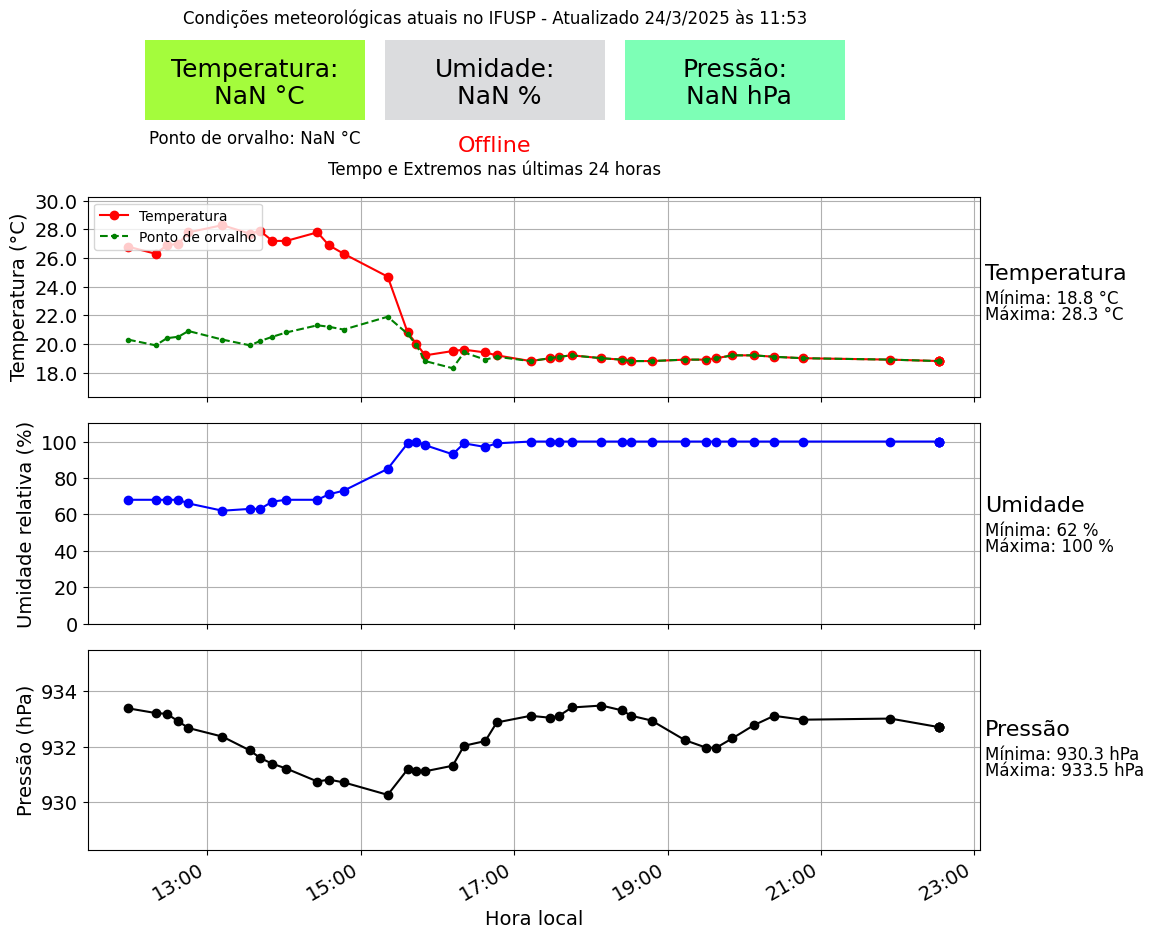 Condições meteorológicas atuais no IFUSP - Atualizado 24/3/2025 às 11:53
Temperatura:
NaN °C
Umidade:
NaN %
Pressão:
NaN hPa
Ponto de orvalho: NaN °C
Offline
Tempo e Extremos nas últimas 24 horas
Temperatura (°C)
30.0
28.0
26.0
24.0
22.0
20.0
18.0
Temperatura
Ponto de orvalho
Temperatura
Mínima: 18.8 °C
Máxima: 28.3 °C
Umidade relativa (%)
100
80
60
40
20
0
Umidade
Mínima: 62 %
Máxima: 100 %
Pressão (hPa)
934
932
930
Pressão
Mínima: 930.3 hPa
Máxima: 933.5 hPa
13:00
15:00
17:00
19:00
21:00
23:00
Hora local